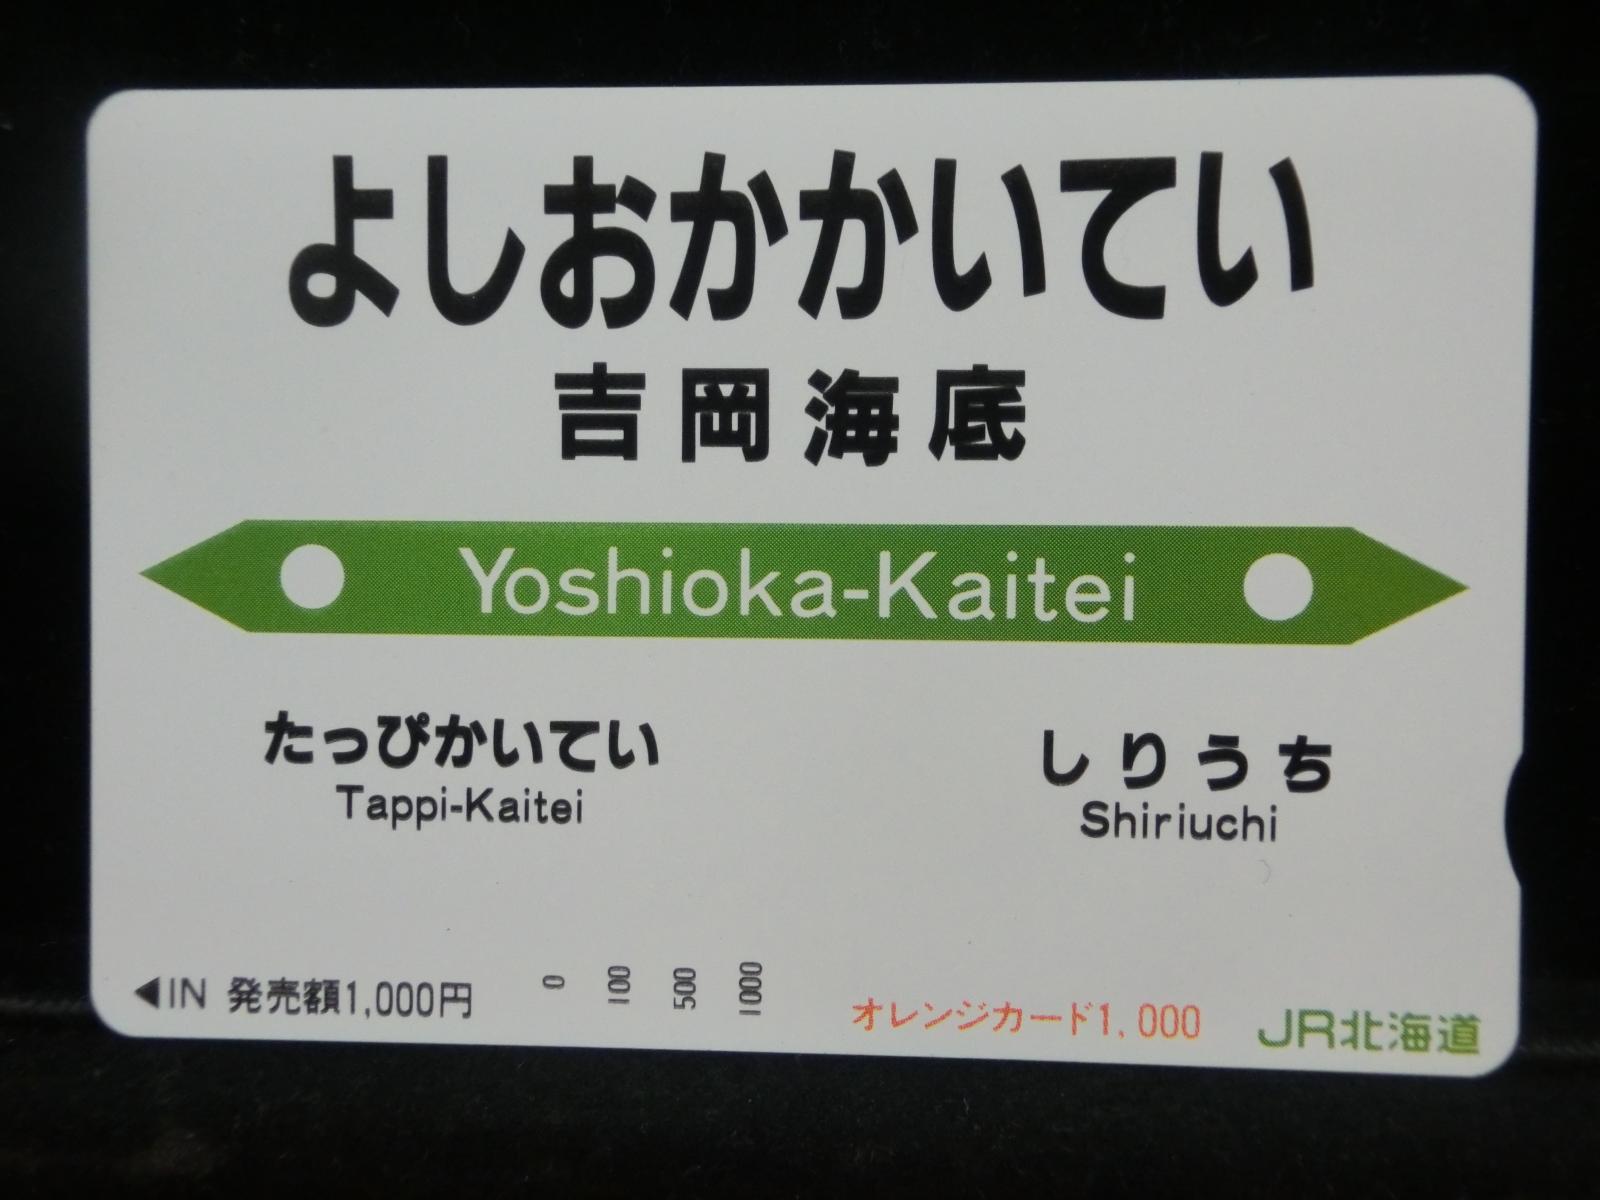 よしおかかいてい
吉岡海底
Yoshioka-Kaitei
たっぴかいてい
Tappi-Kaitei
しりうち
Shiriuchi
◀IN 発売額1,000円
0 100 500 1000
オレンジカード1,000
JR北海道